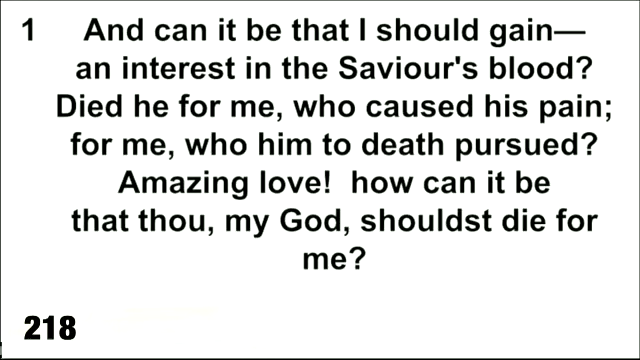 1 And can it be that I should gain—
an interest in the Saviour's blood?
Died he for me, who caused his pain;
for me, who him to death pursued?
Amazing love!  how can it be
that thou, my God, shouldst die for
me?
218